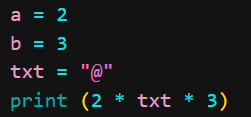 a = 2
b = 3
txt = "@"
print (2 * txt * 3)